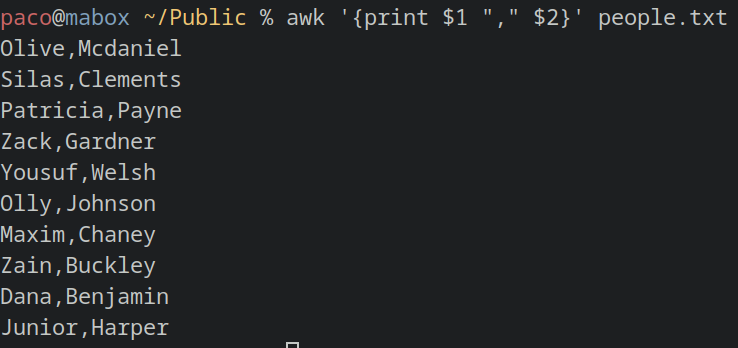 paco@mabox ~/Public % awk '{print $1 "," $2}' people.txt
Olive,Mcdaniel
Silas,Clements
Patricia,Payne
Zack,Gardner
Yousuf,Welsh
Olly,Johnson
Maxim,Chaney
Zain,Buckley
Dana,Benjamin
Junior,Harper